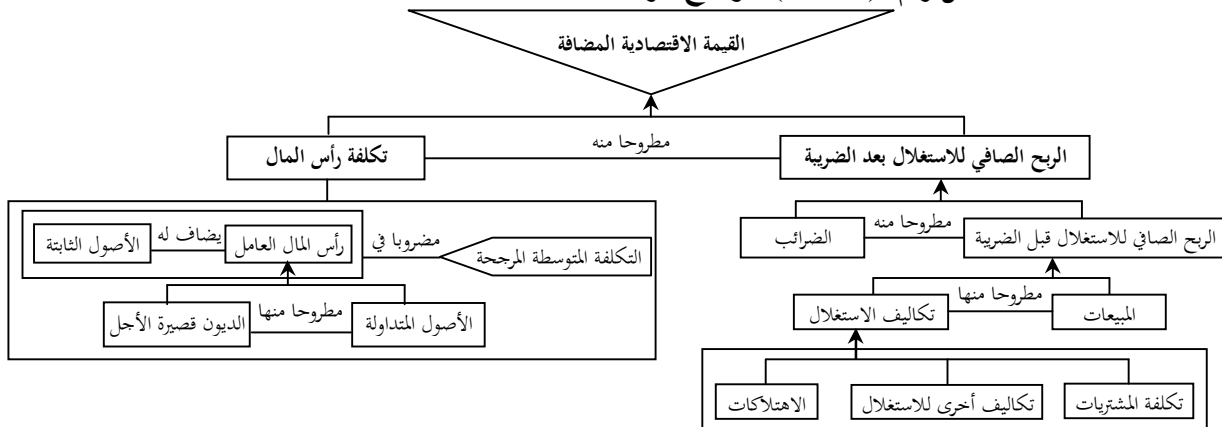 القيمة الاقتصادية المضافة
الربح الصافي للاستغلال بعد الضريبة
مطروحا منه
تكلفة رأس المال
الربح الصافي للاستغلال قبل الضريبة
مطروحا منه
الضرائب
المبيعات
مطروحا منها
تكاليف الاستغلال
تكلفة المشتريات
تكاليف أخرى للاستغلال
الاهتلاكات
التكلفة المتوسطة المرجحة
مضروبا في
رأس المال العامل
يضاف له
الأصول الثابتة
الأصول المتداولة
مطروحا منها
الديون قصيرة الأجل